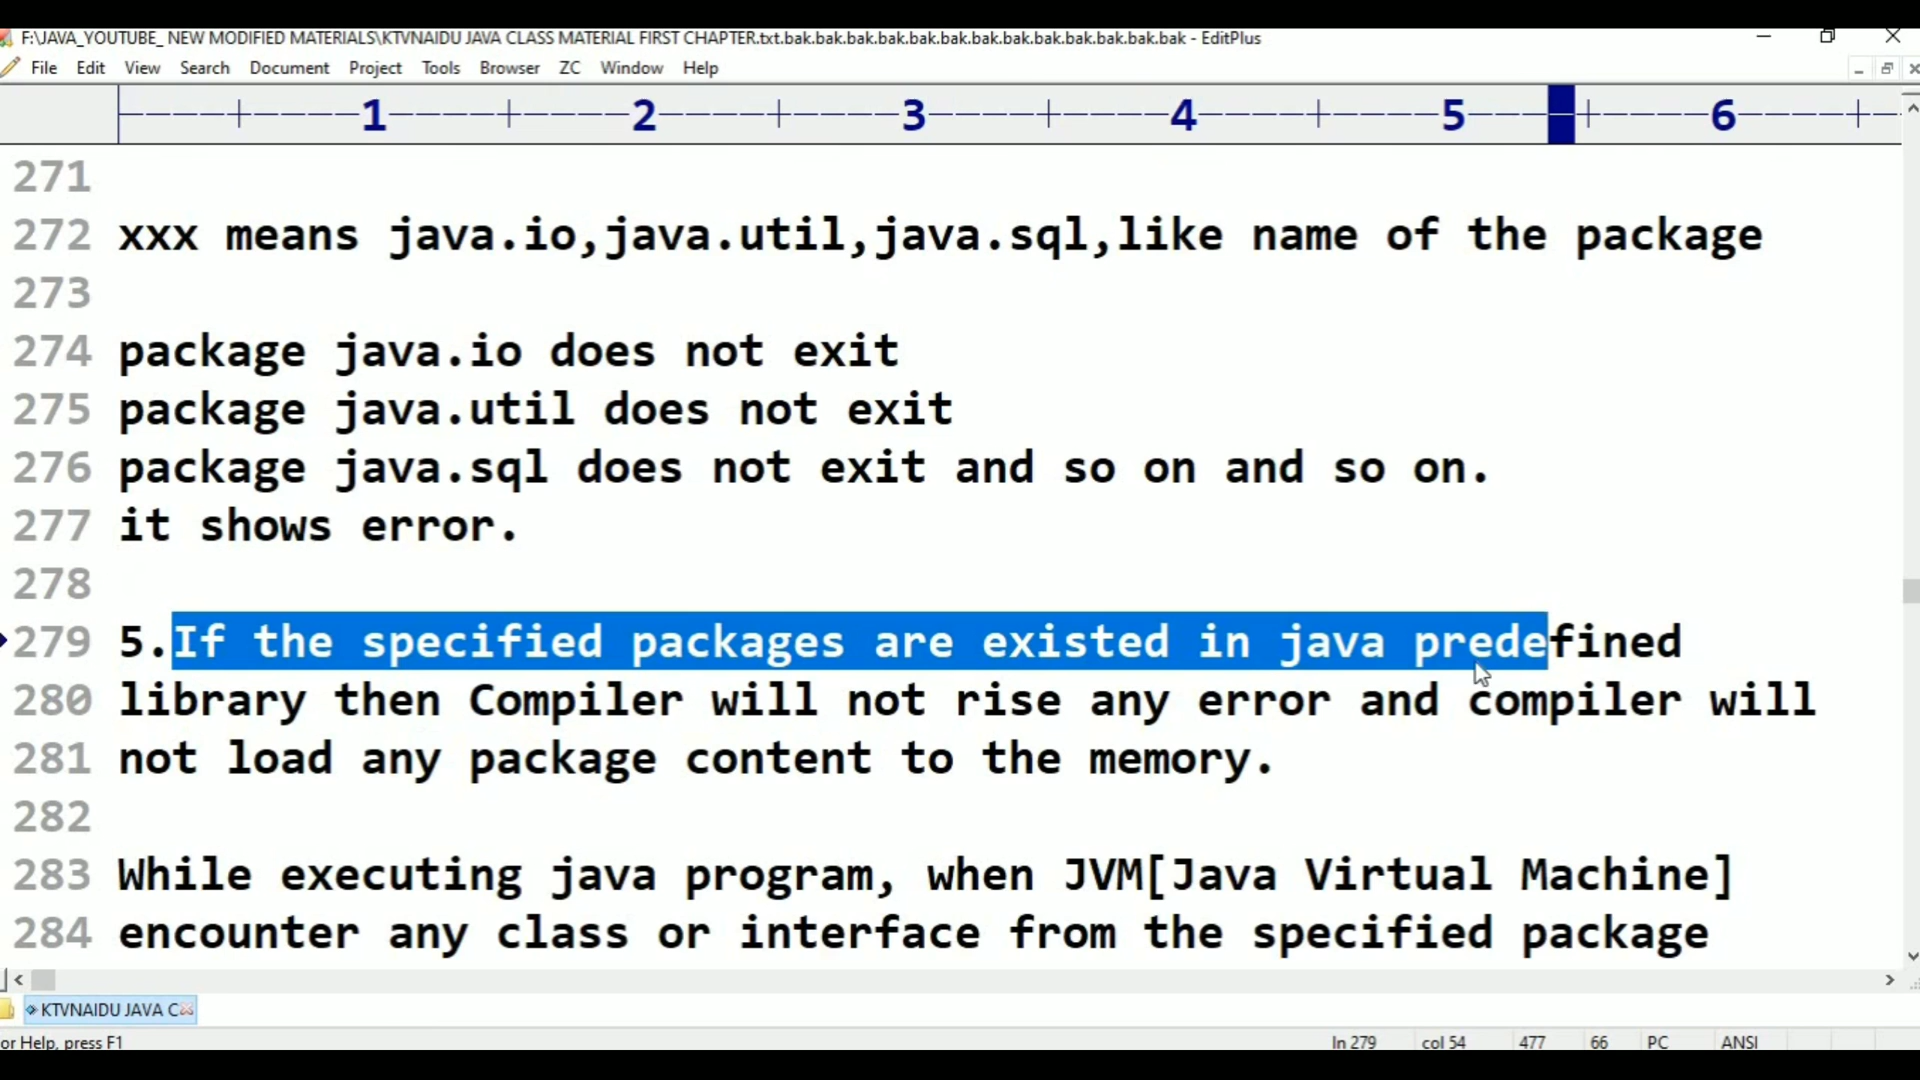 F:\JAVA_YOUTUBE_ NEW MODIFIED MATERIALS\KTVNAIDU JAVA CLASS MATERIAL FIRST CHAPTER.txt.bak.bak.bak.bak.bak.bak.bak.bak.bak.bak.bak.bak.bak - EditPlus
File Edit View Search Document Project Tools Browser ZC Window Help
1 2 3 4 5 6
271
272 xxx means java.io,java.util,java.sql,like name of the package
273
274 package java.io does not exit
275 package java.util does not exit
276 package java.sql does not exit and so on and so on.
277 it shows error.
278
279 5.If the specified packages are existed in java predefined
280 library then Compiler will not rise any error and compiler will
281 not load any package content to the memory.
282
283 While executing java program, when JVM[Java Virtual Machine]
284 encounter any class or interface from the specified package
KTVNAIDU JAVA C
or Help, press F1 ln 279 col 54 477 66 PC ANSI